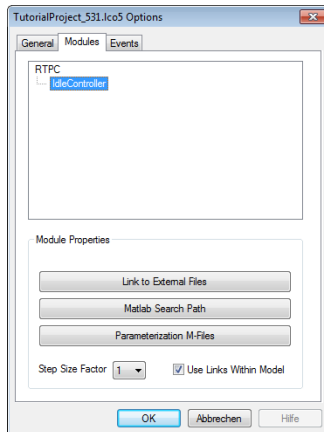 TutorialProject_531.lco5 Options
General Modules Events
RTPC
IdleController
Module Properties
Link to External Files
Matlab Search Path
Parameterization M-Files
Step Size Factor 1 Use Links Within Model
OK Abbrechen Hilfe